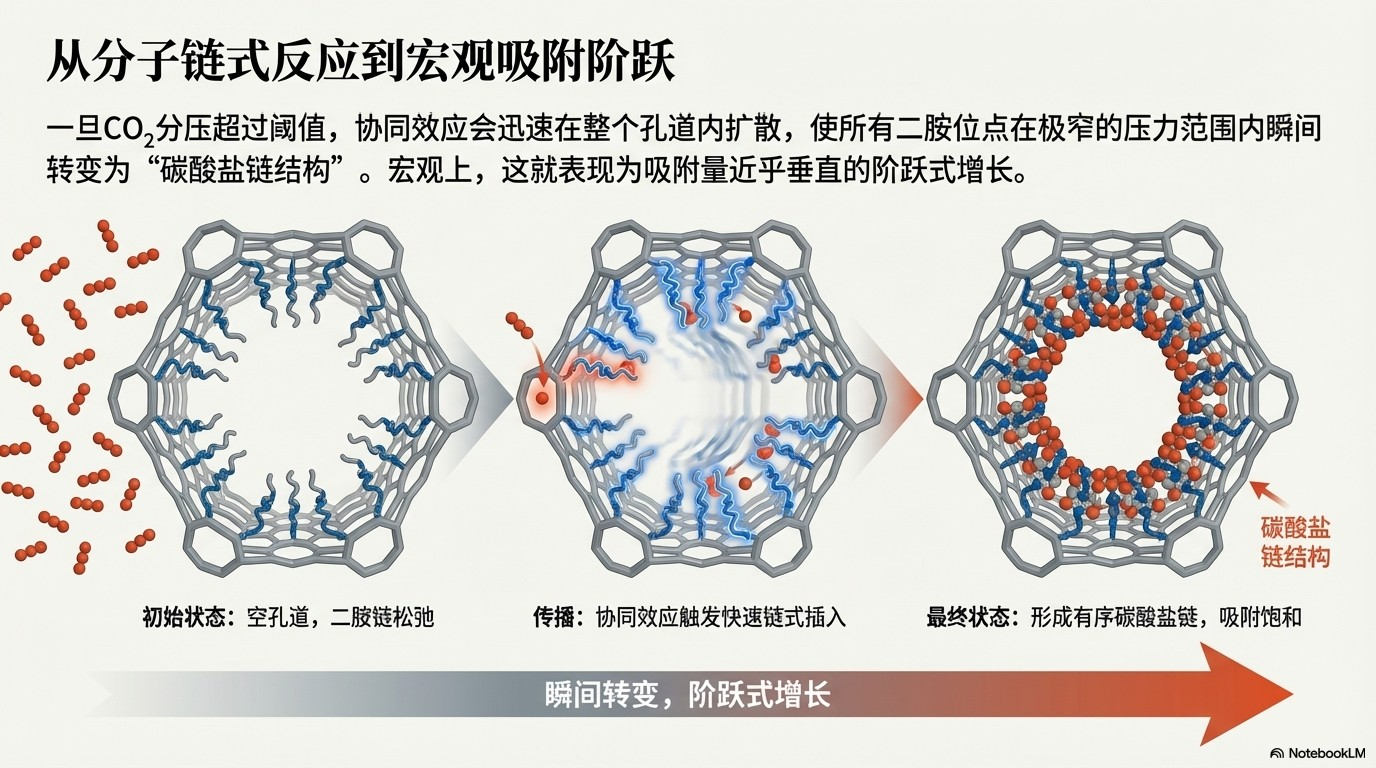 从分子链式反应到宏观吸附阶跃
一旦CO₂分压超过阈值，协同效应会迅速在整个孔道内扩散，使所有二胺位点在极窄的压力范围内瞬间
转变为“碳酸盐链结构”。宏观上，这就表现为吸附量近乎垂直的阶跃式增长。
碳酸盐
链结构
初始状态：空孔道，二胺链松弛
传播：协同效应触发快速链式插入
最终状态：形成有序碳酸盐链，吸附饱和
瞬间转变，阶跃式增长
NotebookLM